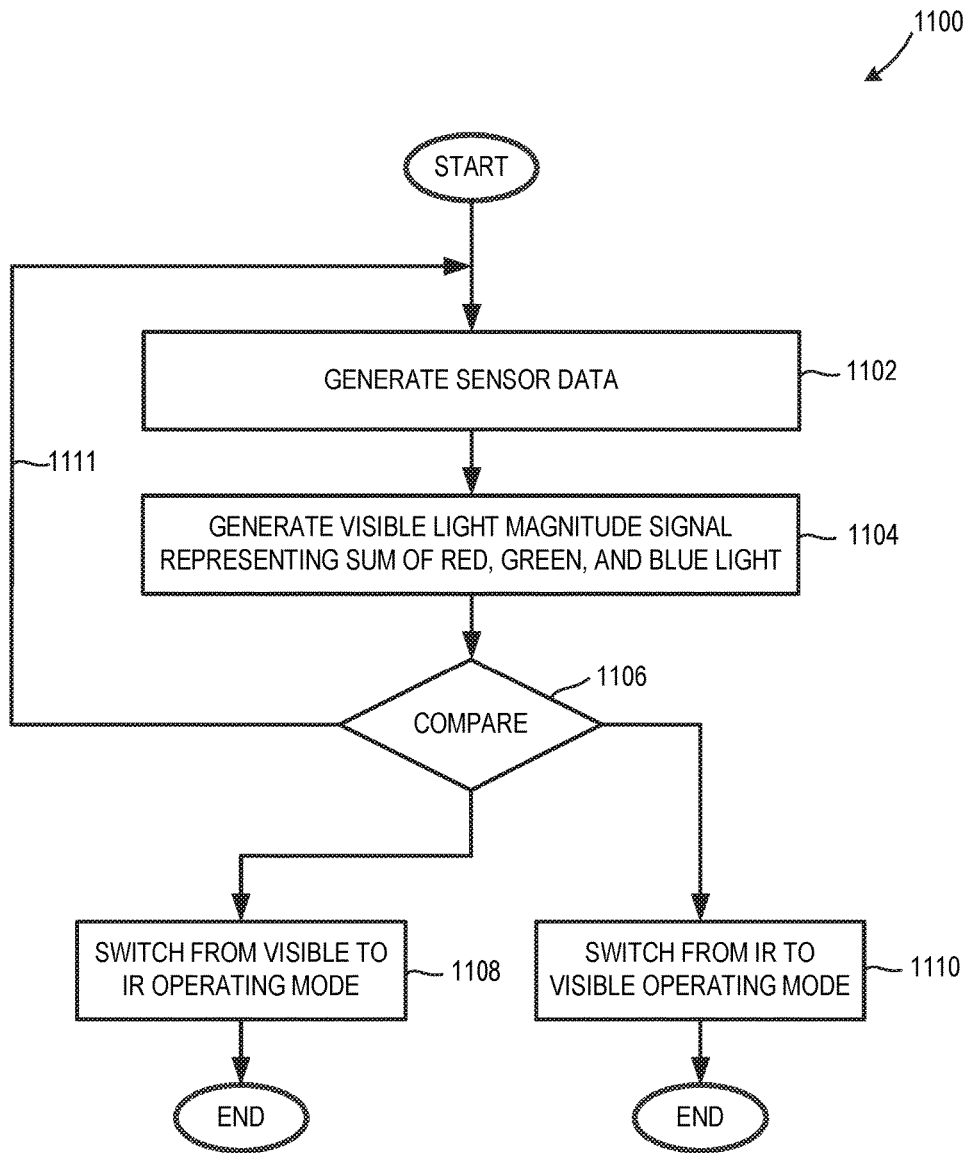 1100
START
GENERATE SENSOR DATA
1102
1111
GENERATE VISIBLE LIGHT MAGNITUDE SIGNAL
REPRESENTING SUM OF RED, GREEN, AND BLUE LIGHT
1104
1106
COMPARE
SWITCH FROM VISIBLE TO
IR OPERATING MODE
1108
SWITCH FROM IR TO
VISIBLE OPERATING MODE
1110
END
END